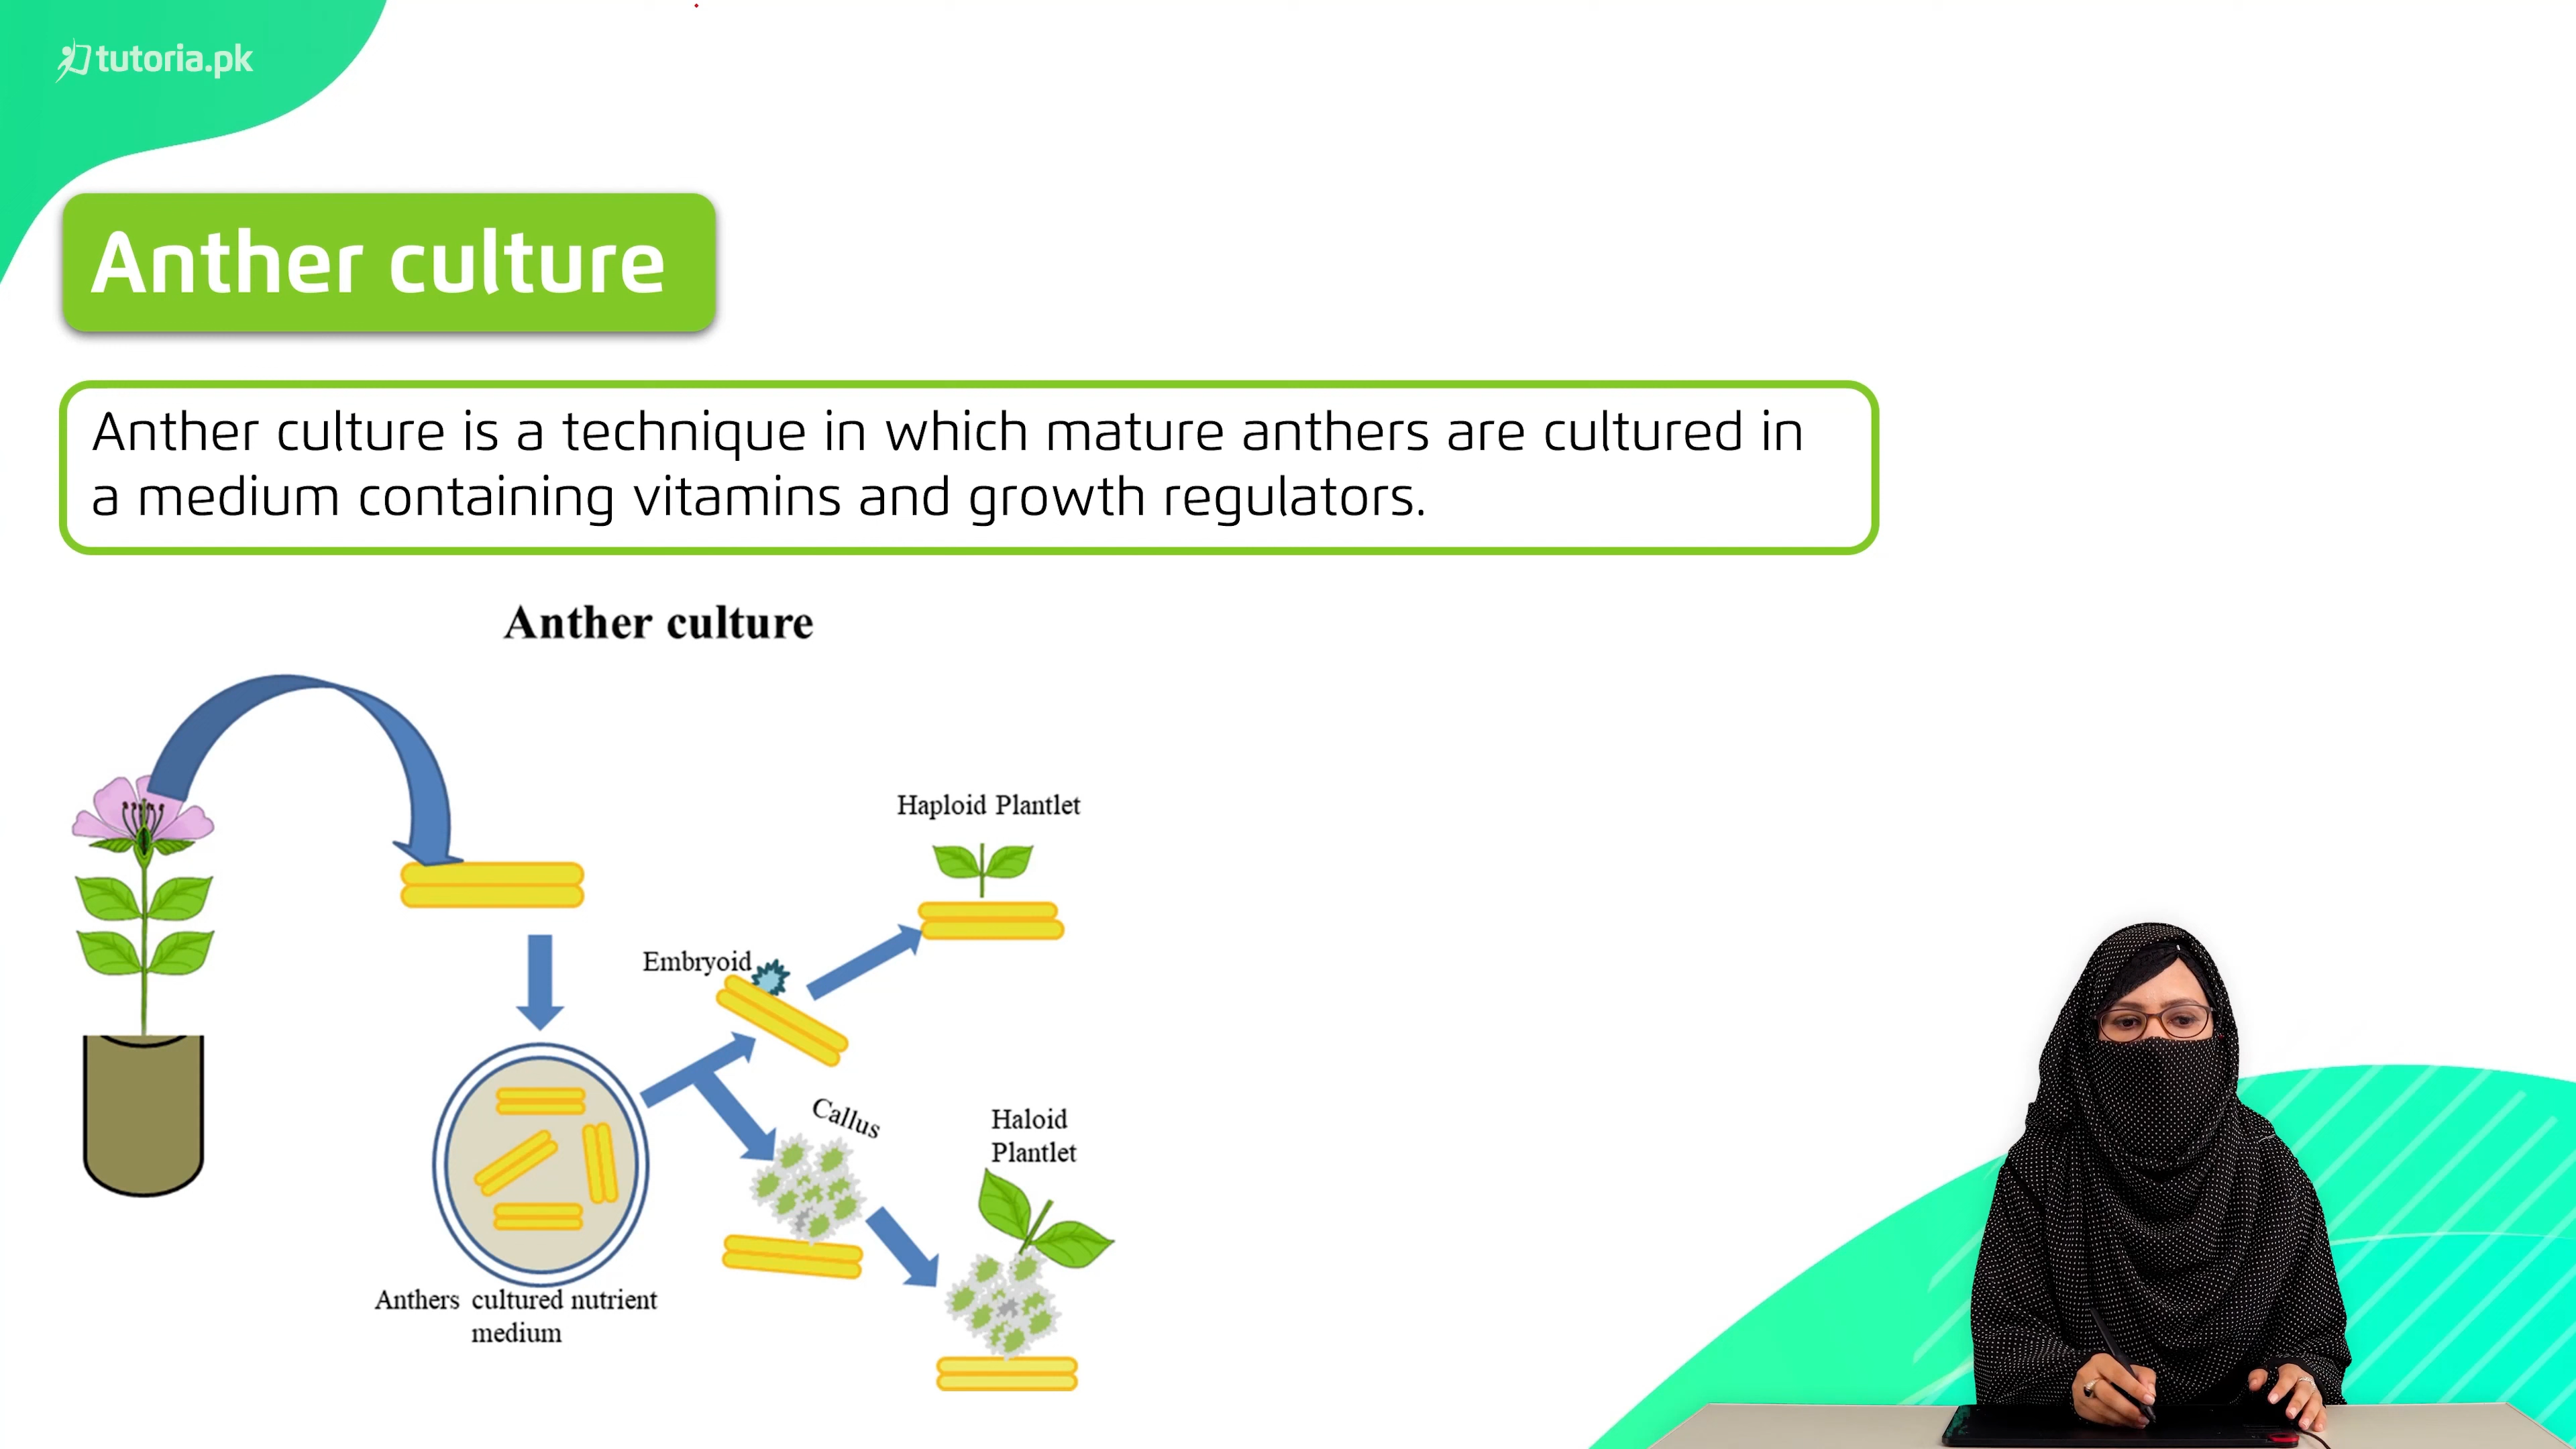 tutoria.pk
Anther culture
Anther culture is a technique in which mature anthers are cultured in
a medium containing vitamins and growth regulators.
Anther culture
Haploid Plantlet
Embryoid
Callus
Haloid
Plantlet
Anthers cultured nutrient
medium